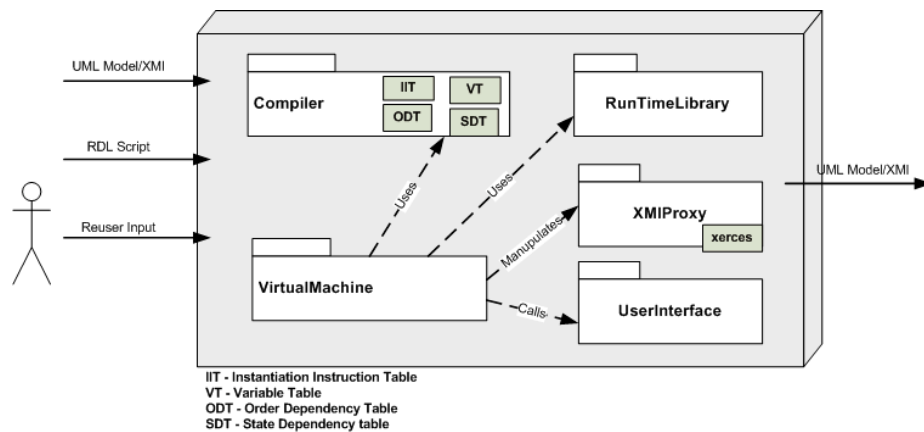 UML Model/XMI
RDL Script
Reuser Input
Compiler
IIT
VT
ODT
SDT
RunTimeLibrary
Uses
Uses
XMIProxy
xerces
Manupulates
VirtualMachine
Calls
UserInterface
UML Model/XMI
IIT - Instantiation Instruction Table
VT - Variable Table
ODT - Order Dependency Table
SDT - State Dependency table